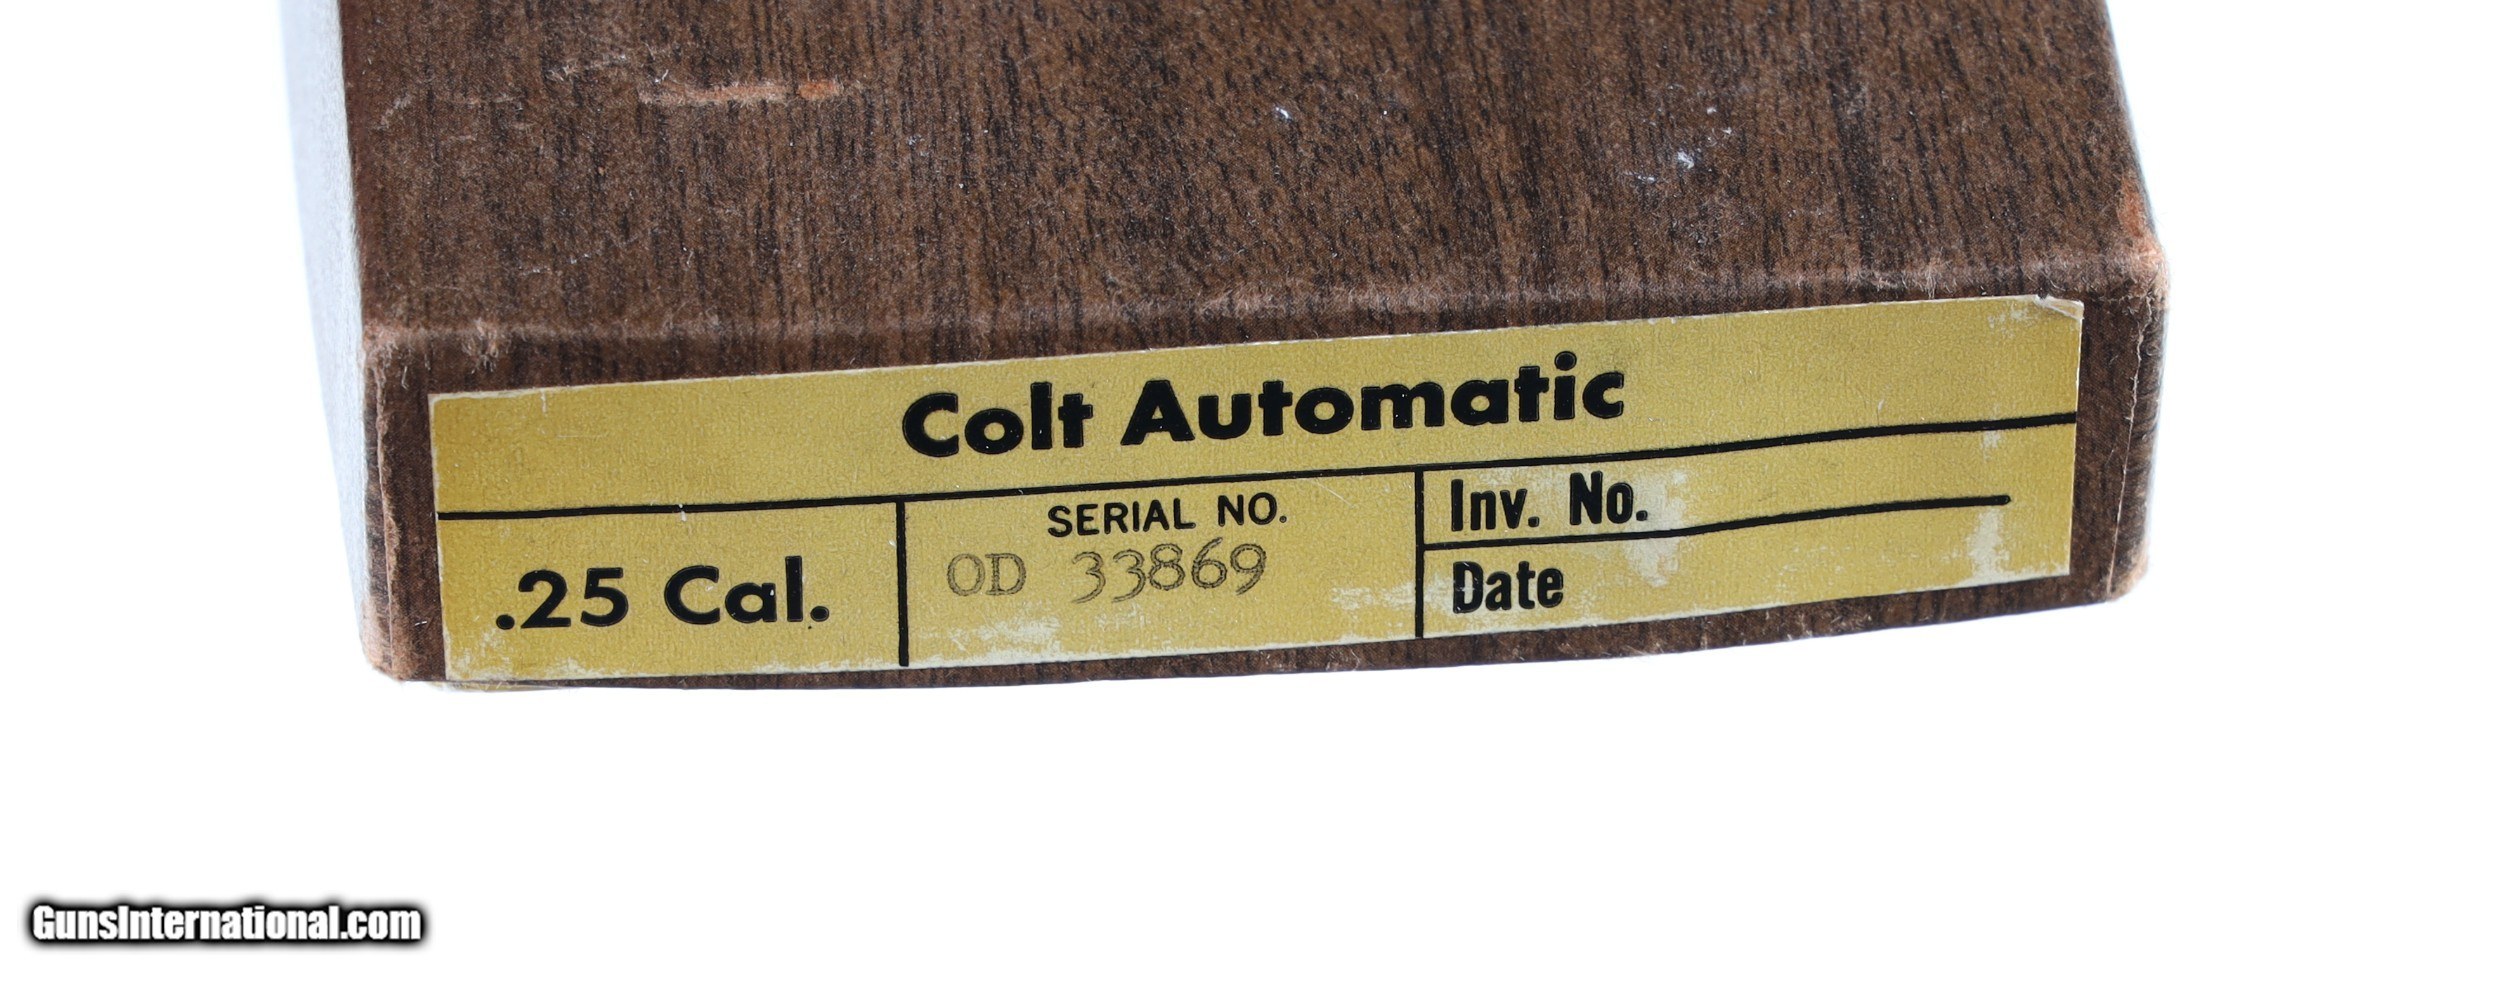 Colt Automatic
.25 Cal.
SERIAL NO.
OD 33869
Inv. No.
Date
GunsInternational.com